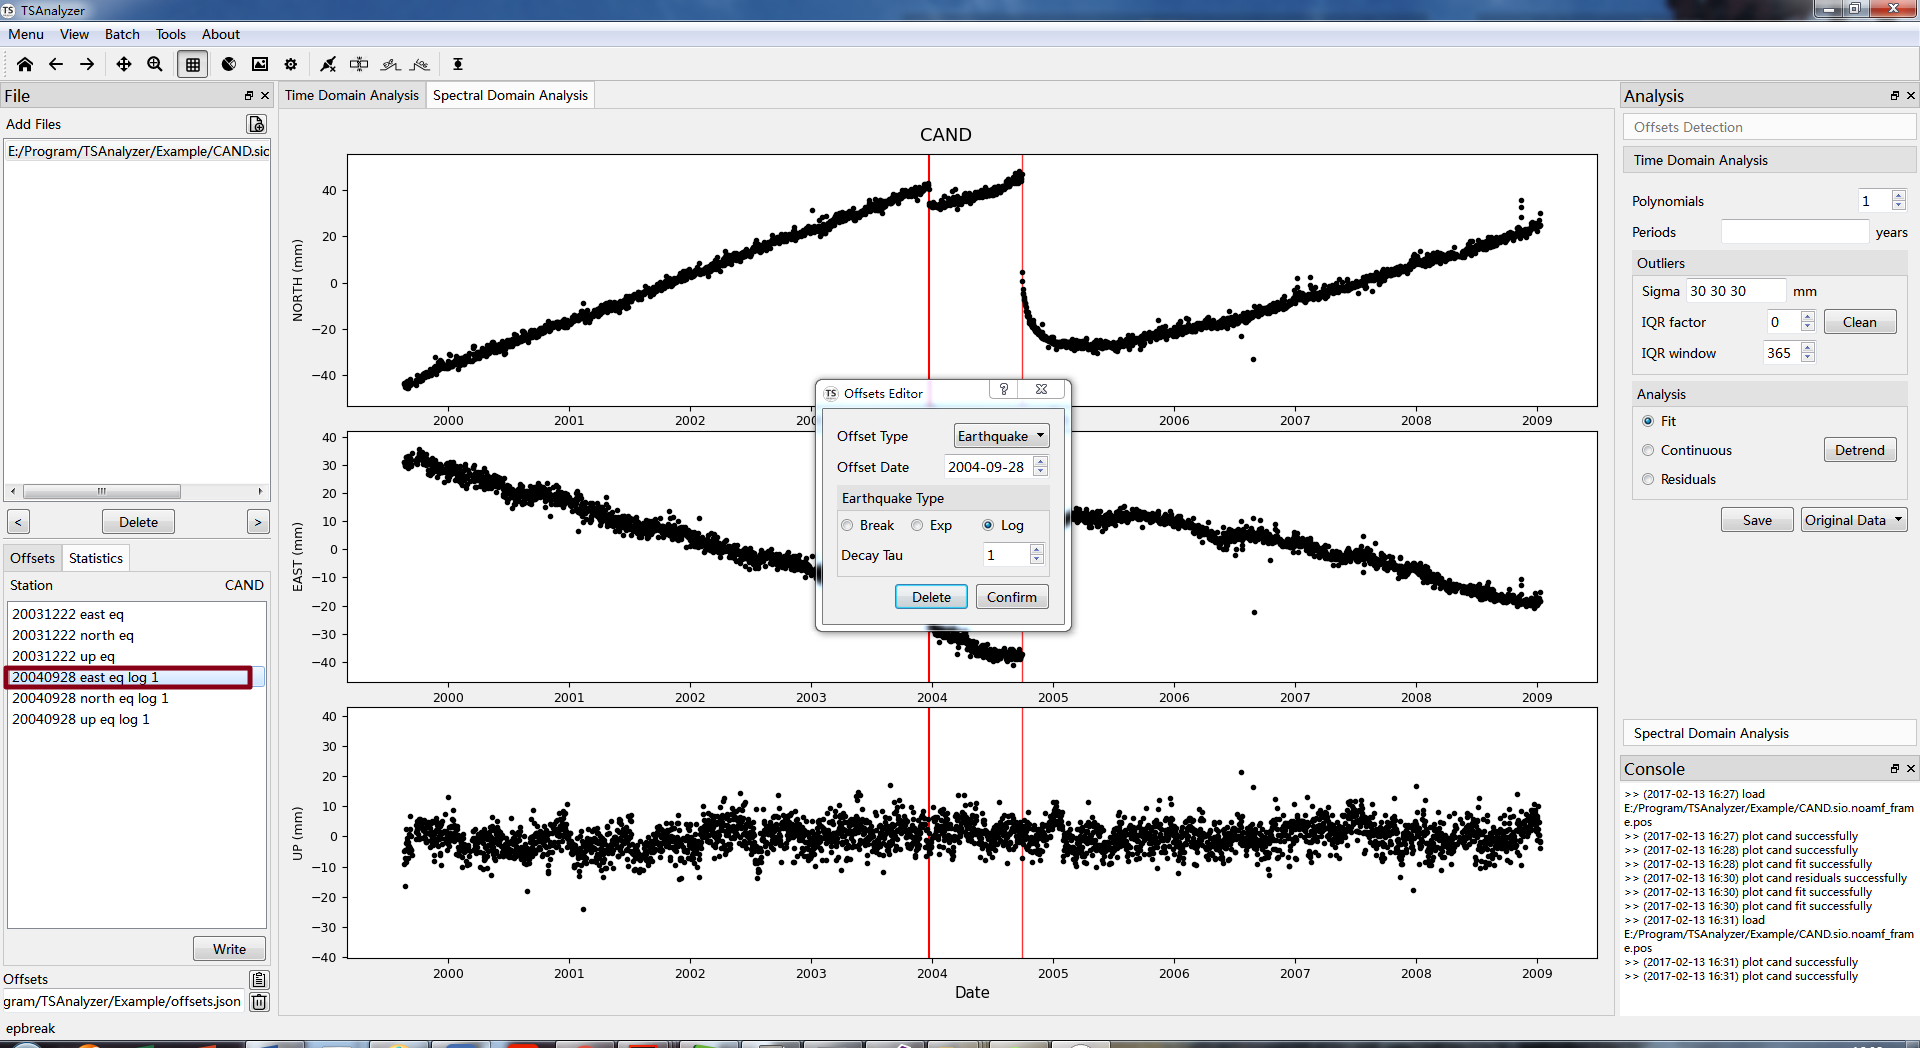 TSAnalyzer
Menu View Batch Tools About
File
Add Files
E:/Program/TSAnalyzer/Example/CAND.sio
< Delete >
Offsets Statistics
Station CAND
20031222 east eq
20031222 north eq
20031222 up eq
20040928 east eq log 1
20040928 north eq log 1
20040928 up eq log 1
Write
Offsets
gram/TSAnalyzer/Example/offsets.json
epbreak
Time Domain Analysis Spectral Domain Analysis
CAND
NORTH (mm)
40
20
0
−20
−40
2000 2001 2002 2005 2006 2007 2008 2009
EAST (mm)
40
30
20
10
0
−10
−20
−30
−40
2000 2001 2002 2003 2004 2005 2006 2007 2008 2009
UP (mm)
40
30
20
10
0
−10
−20
−30
−40
2000 2001 2002 2003 2004 2005 2006 2007 2008 2009
Date
TS Offsets Editor ?
Offset Type Earthquake
Offset Date 2004-09-28
Earthquake Type
Break Exp Log
Decay Tau 1
Delete Confirm
Analysis
Offsets Detection
Time Domain Analysis
Polynomials 1
Periods years
Outliers
Sigma 30 30 30 mm
IQR factor 0 Clean
IQR window 365
Analysis
Fit
Continuous Detrend
Residuals
Save Original Data
Spectral Domain Analysis
Console
>> (2017-02-13 16:27) load
E:/Program/TSAnalyzer/Example/CAND.sio.noamf_fram
e.pos
>> (2017-02-13 16:27) plot cand successfully
>> (2017-02-13 16:28) plot cand successfully
>> (2017-02-13 16:28) plot cand fit successfully
>> (2017-02-13 16:30) plot cand residuals successfully
>> (2017-02-13 16:30) plot cand fit successfully
>> (2017-02-13 16:30) plot cand fit successfully
>> (2017-02-13 16:31) load
E:/Program/TSAnalyzer/Example/CAND.sio.noamf_fram
e.pos
>> (2017-02-13 16:31) plot cand successfully
>> (2017-02-13 16:31) plot cand successfully